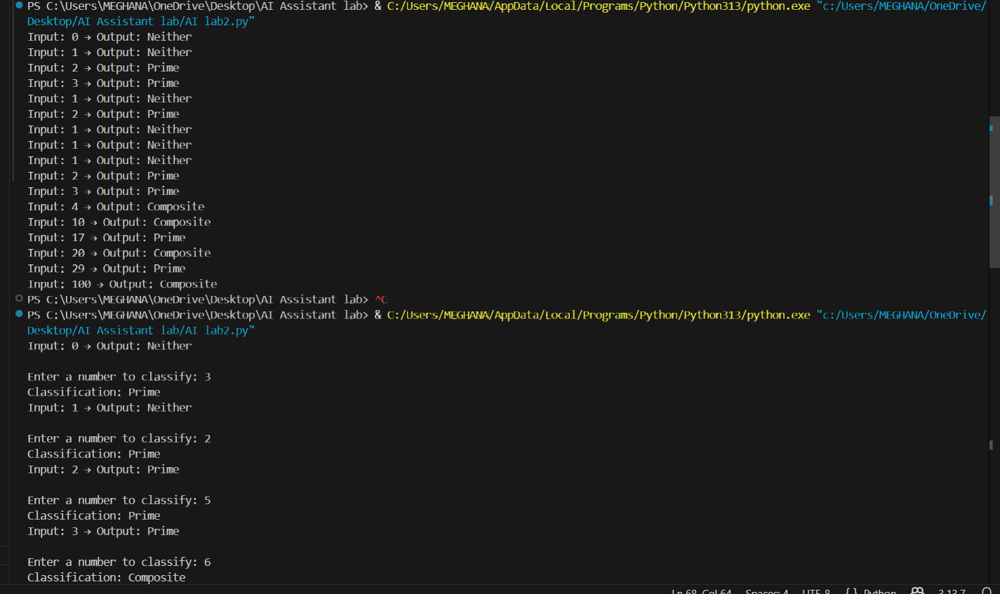 PS C:\Users\MEGHANA\OneDrive\Desktop\AI Assistant lab> & C:/Users/MEGHANA/AppData/Local/Programs/Python/Python313/python.exe "c:/Users/MEGHANA/OneDrive/
Desktop/AI Assistant lab/AI lab2.py"
Input: 0 → Output: Neither
Input: 1 → Output: Neither
Input: 2 → Output: Prime
Input: 3 → Output: Prime
Input: 1 → Output: Neither
Input: 2 → Output: Prime
Input: 1 → Output: Neither
Input: 1 → Output: Neither
Input: 1 → Output: Neither
Input: 2 → Output: Prime
Input: 3 → Output: Prime
Input: 4 → Output: Composite
Input: 10 → Output: Composite
Input: 17 → Output: Prime
Input: 20 → Output: Composite
Input: 29 → Output: Prime
Input: 100 → Output: Composite
PS C:\Users\MEGHANA\OneDrive\Desktop\AI Assistant lab> ^C
PS C:\Users\MEGHANA\OneDrive\Desktop\AI Assistant lab> & C:/Users/MEGHANA/AppData/Local/Programs/Python/Python313/python.exe "c:/Users/MEGHANA/OneDrive/
Desktop/AI Assistant lab/AI lab2.py"
Input: 0 → Output: Neither
Enter a number to classify: 3
Classification: Prime
Input: 1 → Output: Neither
Enter a number to classify: 2
Classification: Prime
Input: 2 → Output: Prime
Enter a number to classify: 5
Classification: Prime
Input: 3 → Output: Prime
Enter a number to classify: 6
Classification: Composite
Ln 68, Col 64 Spaces: 4 UTF-8 { } Python 3.13.7